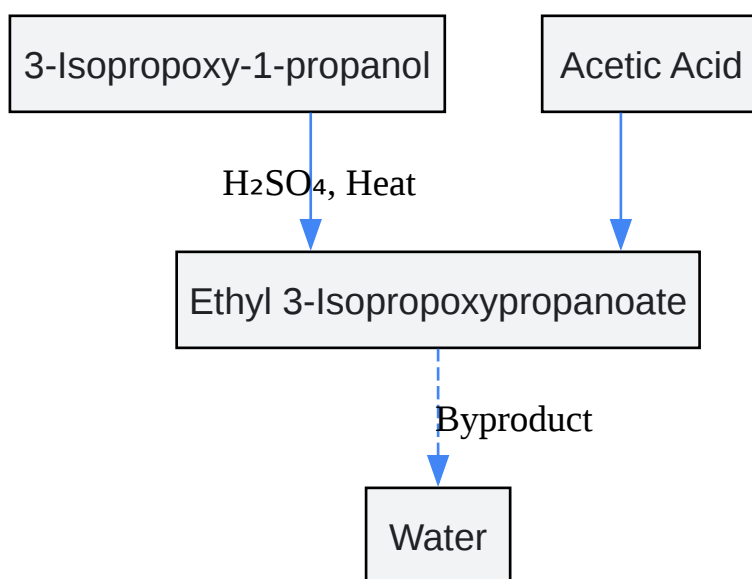 3-Isopropoxy-1-propanol
Acetic Acid
H₂SO₄, Heat
Ethyl 3-Isopropoxypropanoate
Byproduct
Water